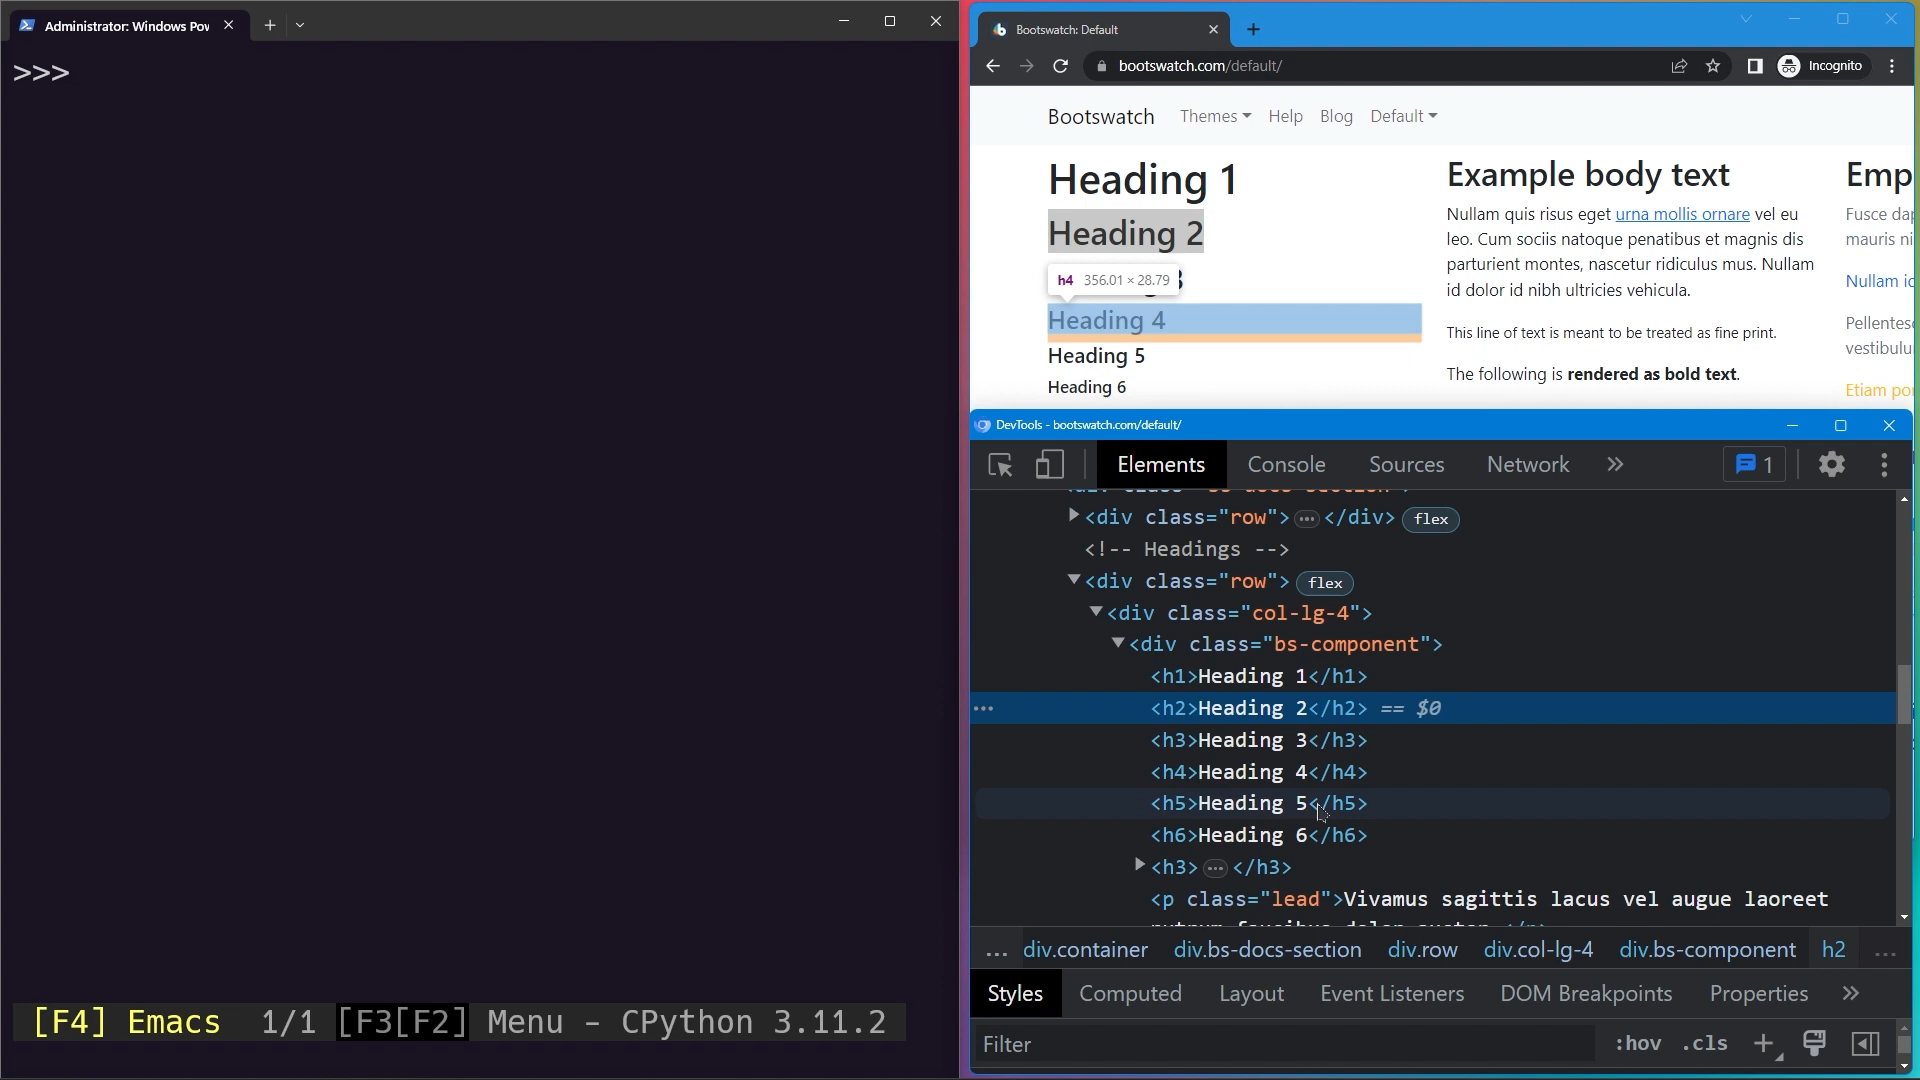 Administrator: Windows Pov
>>>
[F4] Emacs 1/1 [F3[F2] Menu – CPython 3.11.2
Bootswatch: Default
bootswatch.com/default/
Incognito
Bootswatch Themes Help Blog Default
Heading 1
Heading 2
h4 356.01 × 28.79
Heading 4
Heading 5
Heading 6
Example body text
Nullam quis risus eget urna mollis ornare vel eu
leo. Cum sociis natoque penatibus et magnis dis
parturient montes, nascetur ridiculus mus. Nullam
id dolor id nibh ultricies vehicula.
This line of text is meant to be treated as fine print.
The following is rendered as bold text.
Emp
Fusce dap
mauris ni
Nullam id
Pellentes
vestibulu
Etiam por
DevTools - bootswatch.com/default/
Elements Console Sources Network » 1
<div class="row"> … </div> flex
<!-- Headings -->
<div class="row"> flex
<div class="col-lg-4">
<div class="bs-component">
<h1>Heading 1</h1>
… <h2>Heading 2</h2> == $0
<h3>Heading 3</h3>
<h4>Heading 4</h4>
<h5>Heading 5</h5>
<h6>Heading 6</h6>
<h3> … </h3>
<p class="lead">Vivamus sagittis lacus vel augue laoreet
… div.container div.bs-docs-section div.row div.col-lg-4 div.bs-component h2 …
Styles Computed Layout Event Listeners DOM Breakpoints Properties »
Filter :hov .cls